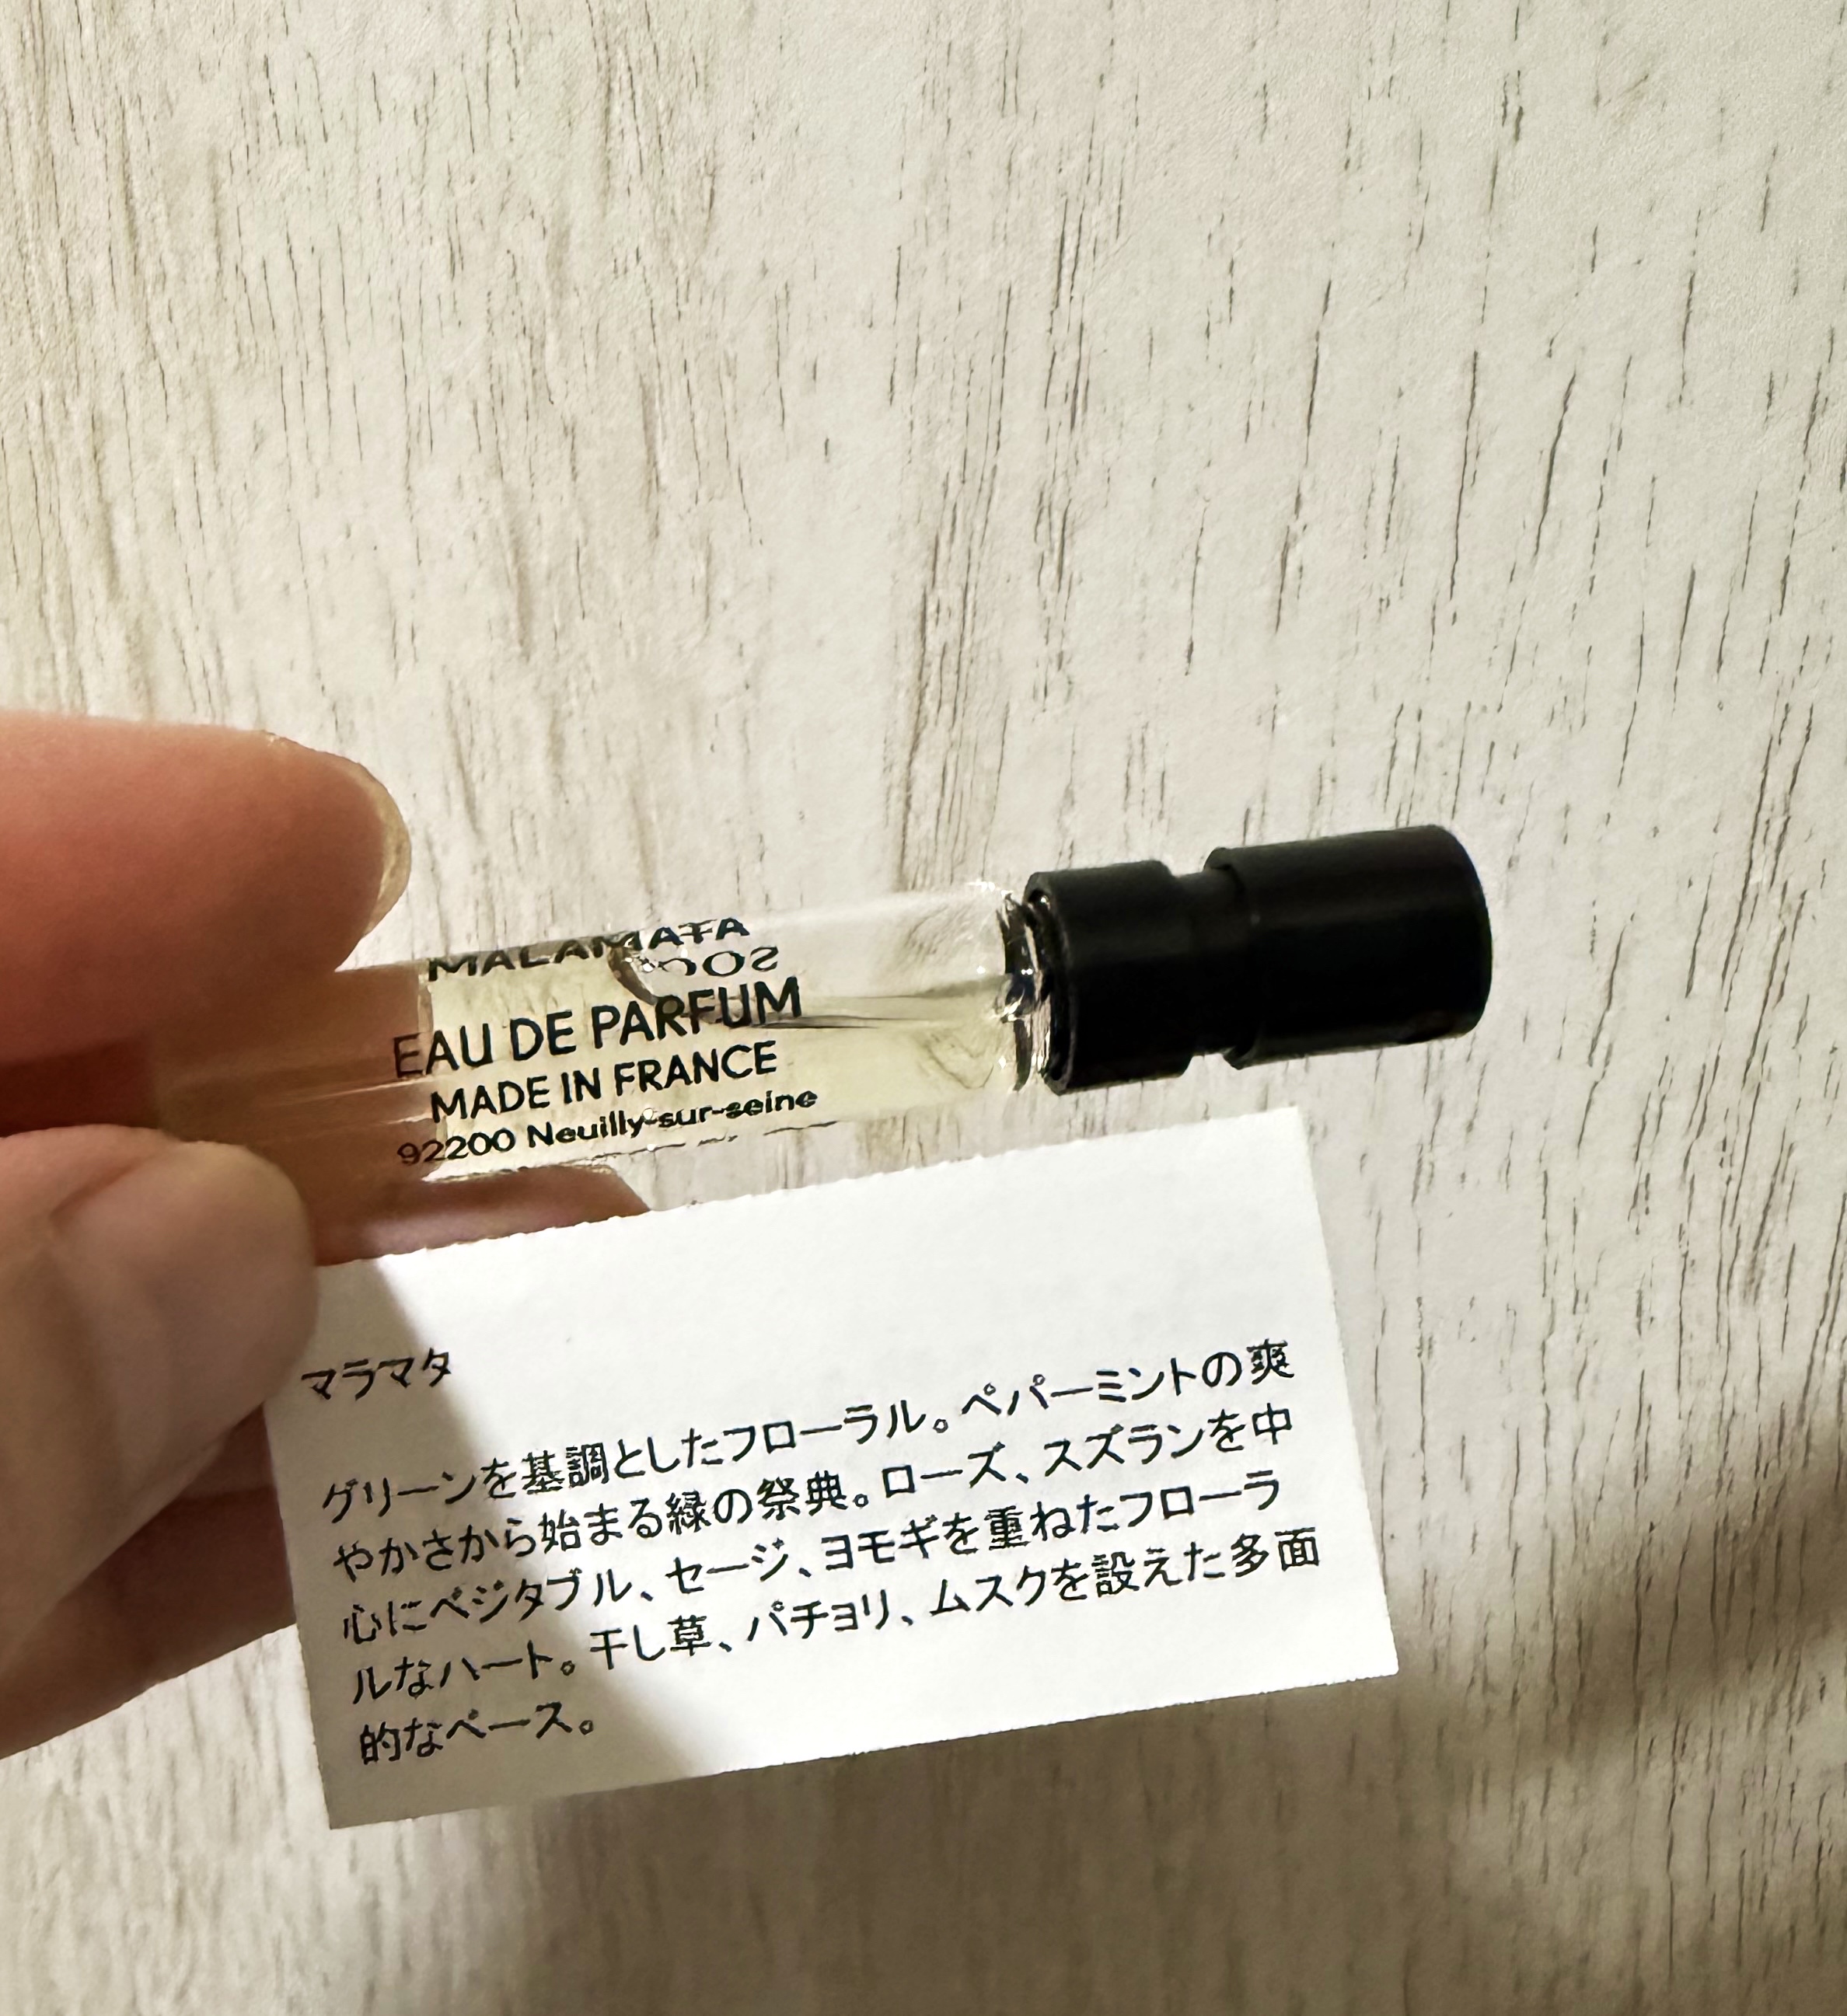 MALAMATA
EAU DE PARFUM
MADE IN FRANCE
92200 Neuilly-sur-seine
マラマタ
グリーンを基調としたフローラル。ペパーミントの爽
やかさから始まる緑の祭典。ローズ、スズランを中
心にベジタブル、セージ、ヨモギを重ねたフローラ
ルなハート。干し草、パチョリ、ムスクを設えた多面
的なベース。